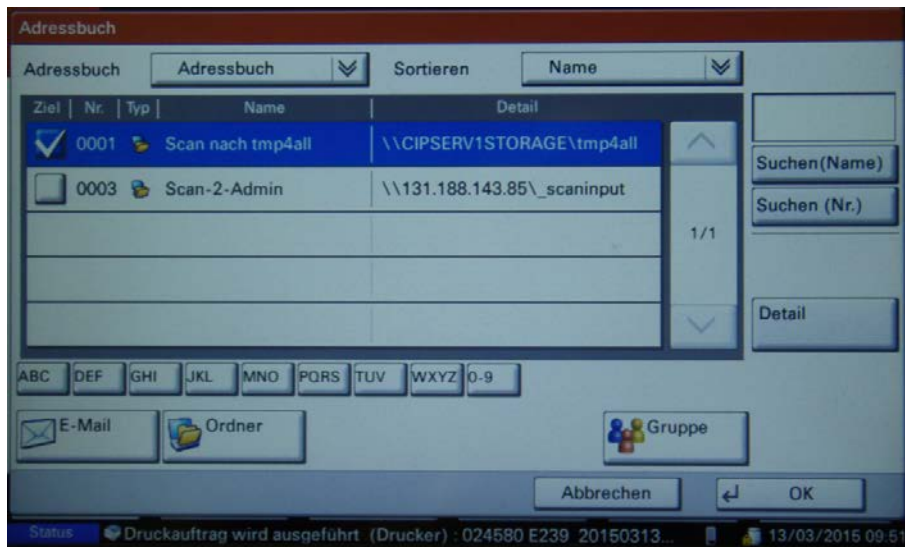 Adressbuch
Adressbuch Adressbuch Sortieren Name
Ziel Nr. Typ Name Detail
0001 Scan nach tmp4all \\CIPSERV1STORAGE\tmp4all
Suchen(Name)
0003 Scan-2-Admin \\131.188.143.85\_scaninput
Suchen (Nr.)
1/1
Detail
ABC DEF GHI JKL MNO PQRS TUV WXYZ 0-9
E-Mail Ordner Gruppe
Abbrechen OK
Status Druckauftrag wird ausgeführt (Drucker) : 024580 E239 20150313... 13/03/2015 09:51